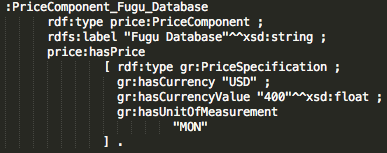 :PriceComponent_Fugu_Database
rdf:type price:PriceComponent ;
rdfs:label "Fugu Database"^^xsd:string ;
price:hasPrice
[ rdf:type gr:PriceSpecification ;
gr:hasCurrency "USD" ;
gr:hasCurrencyValue "400"^^xsd:float ;
gr:hasUnitOfMeasurement
"MON"
] .